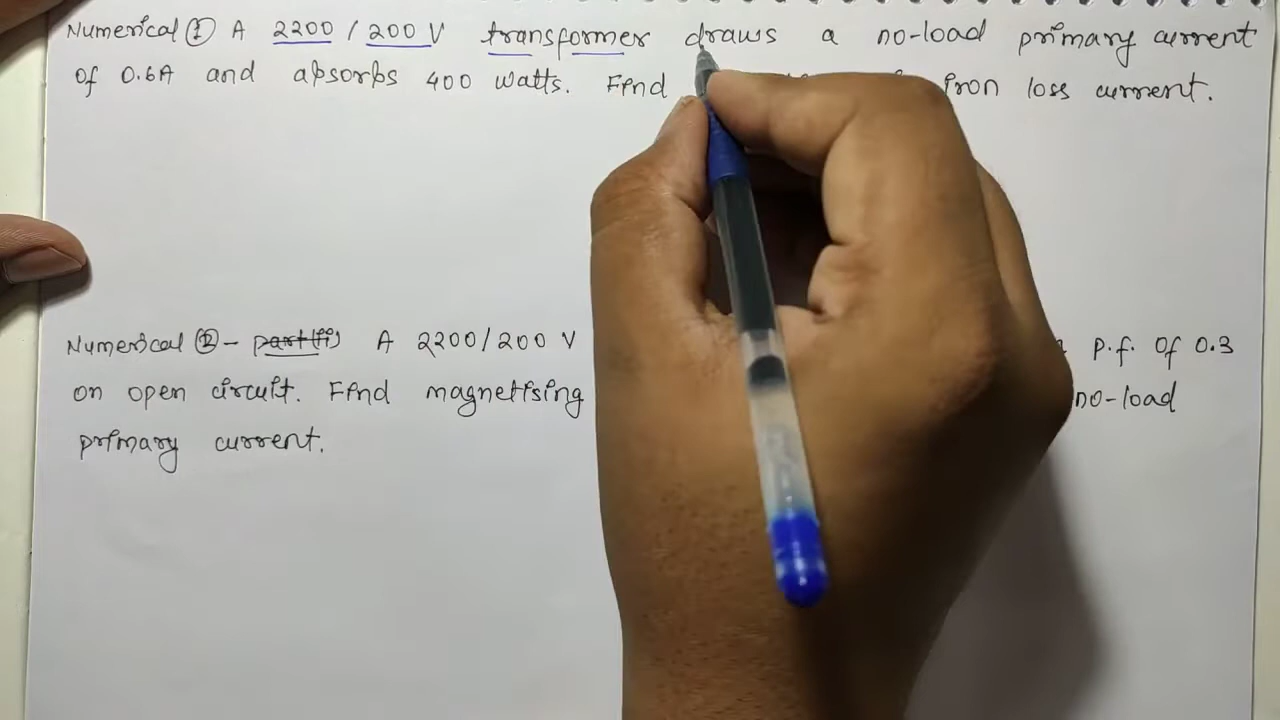 Numerical ① A 2200 / 200 V transformer draws a no-load primary current
of 0.6A and absorbs 400 watts. Find iron loss current.
Numerical ② - part(ii) A 2200/200 V p.f. of 0.3
on open circuit. Find magnetising no-load
primary current.